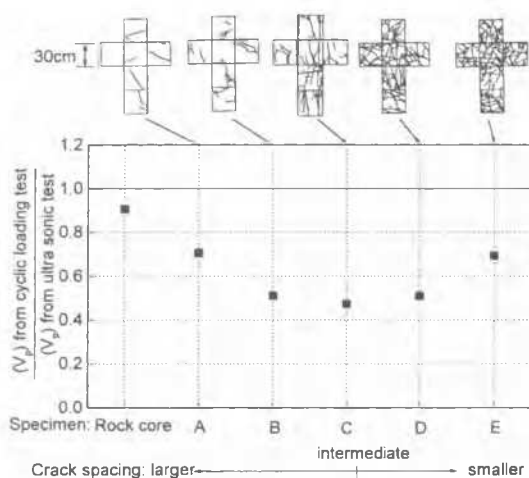 30cm
(Vp) from cyclic loading test
(Vp) from ultra sonic test
1.2
1.0
0.8
0.6
0.4
0.2
0.0
Specimen: Rock core A B C D E
intermediate
Crack spacing: larger smaller